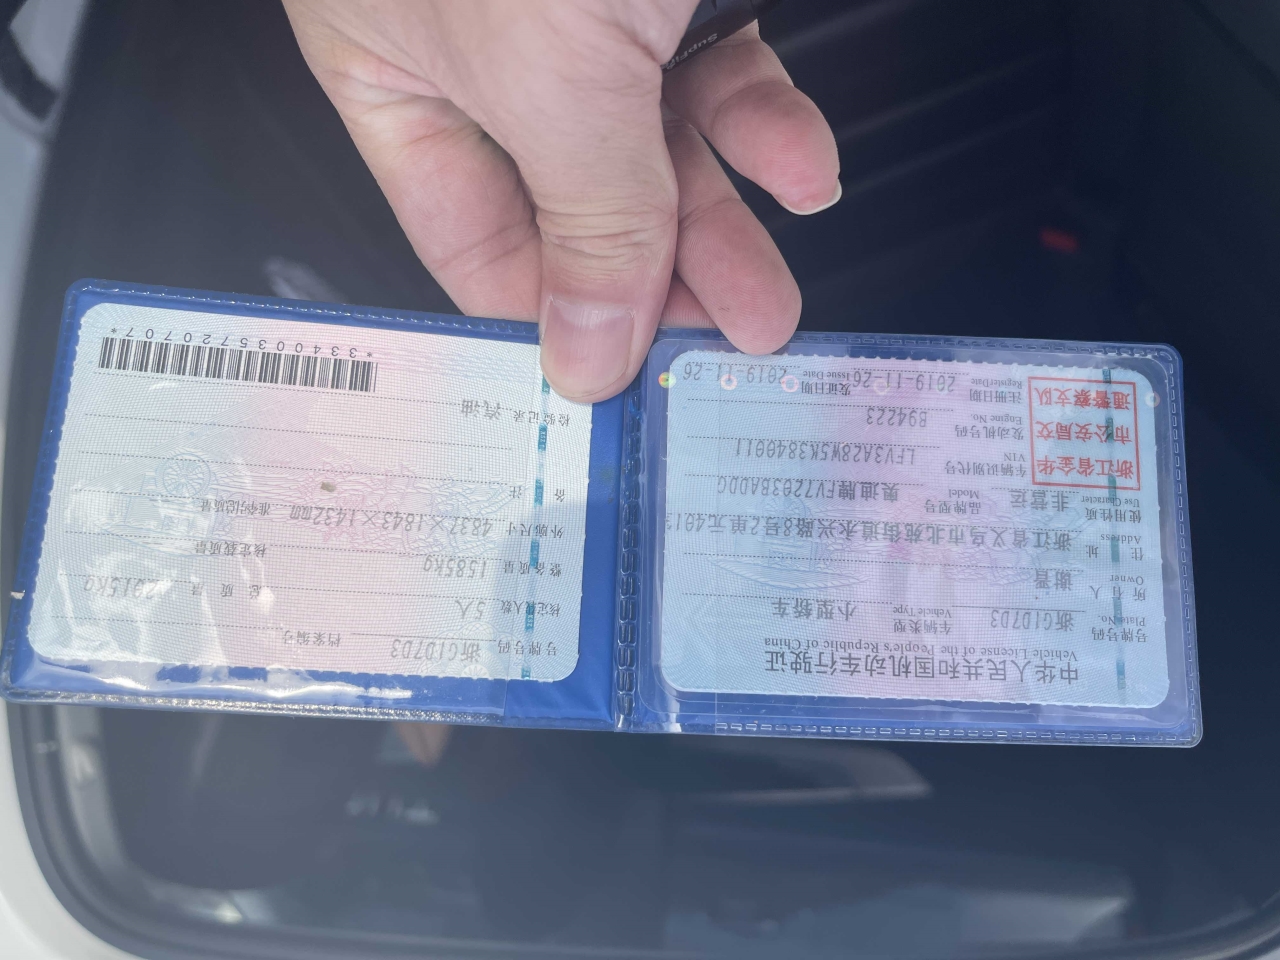 中华人民共和国机动车行驶证
Vehicle License of the People's Republic of China
号牌号码 浙G1D7D3 车辆类型 小型轿车
Plate No. Vehicle Type
所有人 谢晋
Owner
住址 浙江省义乌市北苑街道永兴路8号2单元401室
Address
使用性质 非营运 品牌型号 奥迪牌FV7203BADDG
Use Character Model
浙江省金华
市公安局交
通警察支队
车辆识别代号 LFV3A28W5K3840011
VIN
发动机号码 B94223
Engine No.
注册日期 2019-11-26 发证日期 2019-11-26
Register Date Issue Date
号牌号码 浙G1D7D3 档案编号
核定载人数 5人 总质量 2015kg
整备质量 1585kg 核定载质量
外廓尺寸 4837×1843×1432mm 准牵引总质量
备注
检验记录 汽油
*3340035720707*